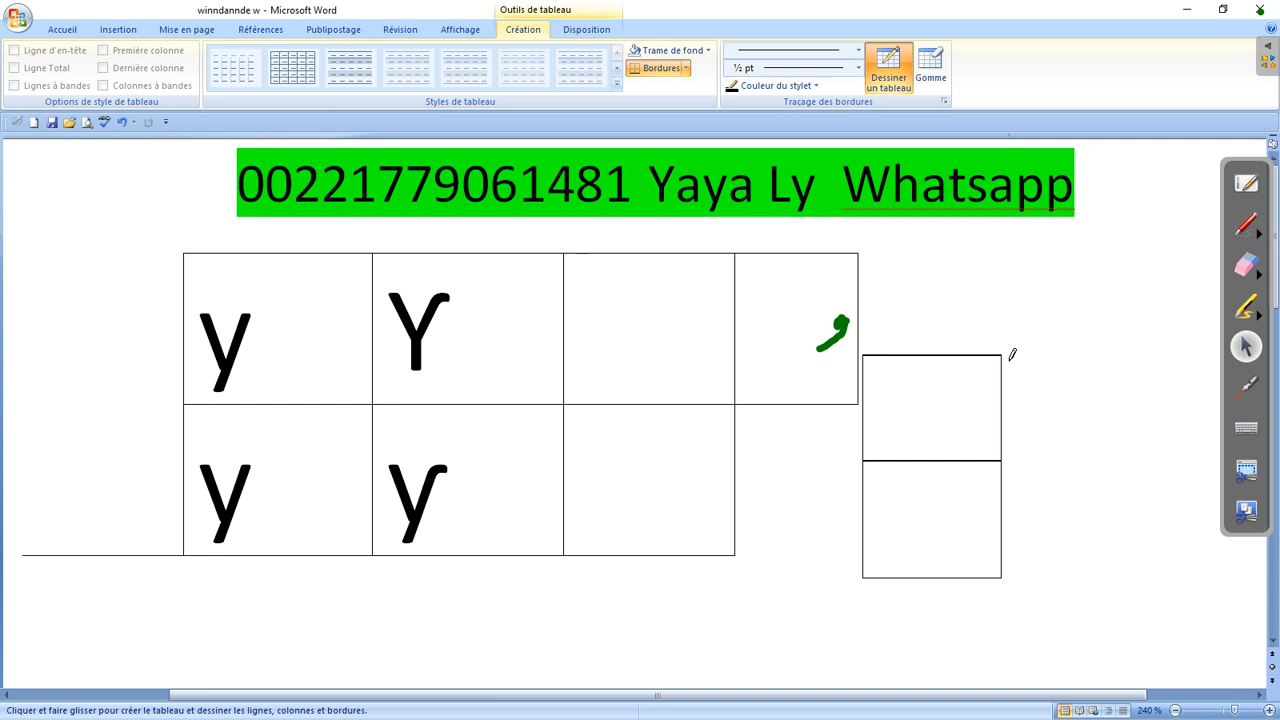 winndannde w - Microsoft Word
Outils de tableau
Accueil Insertion Mise en page Références Publipostage Révision Affichage Création Disposition
Ligne d'en-tête Première colonne
Ligne Total Dernière colonne
Lignes à bandes Colonnes à bandes
Options de style de tableau
Styles de tableau
Trame de fond
Bordures
½ pt
Couleur du stylet
Dessiner un tableau
Gomme
Traçage des bordures
00221779061481 Yaya Ly Whatsapp
y Ƴ و
y ƴ
Cliquer et faire glisser pour créer le tableau et dessiner les lignes, colonnes et bordures.
240 %